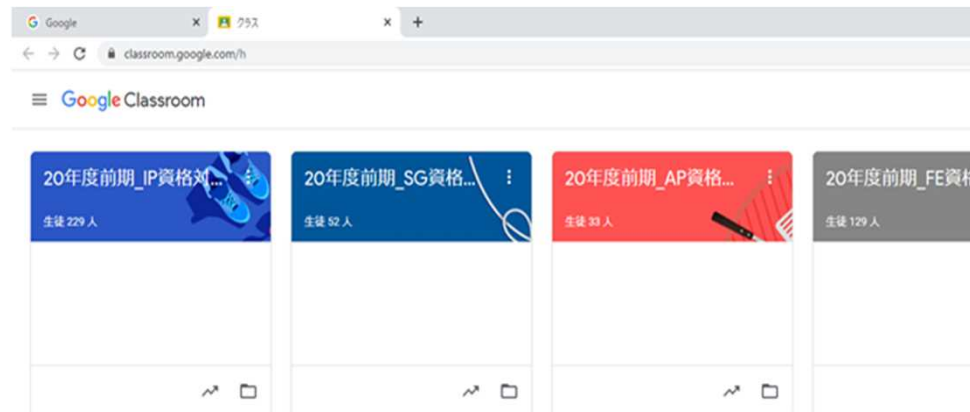 Google
クラス
classroom.google.com/h
Google Classroom
20年度前期_IP資格対...
生徒 229 人
20年度前期_SG資格...
生徒 52 人
20年度前期_AP資格...
生徒 33 人
20年度前期_FE資格
生徒 129 人